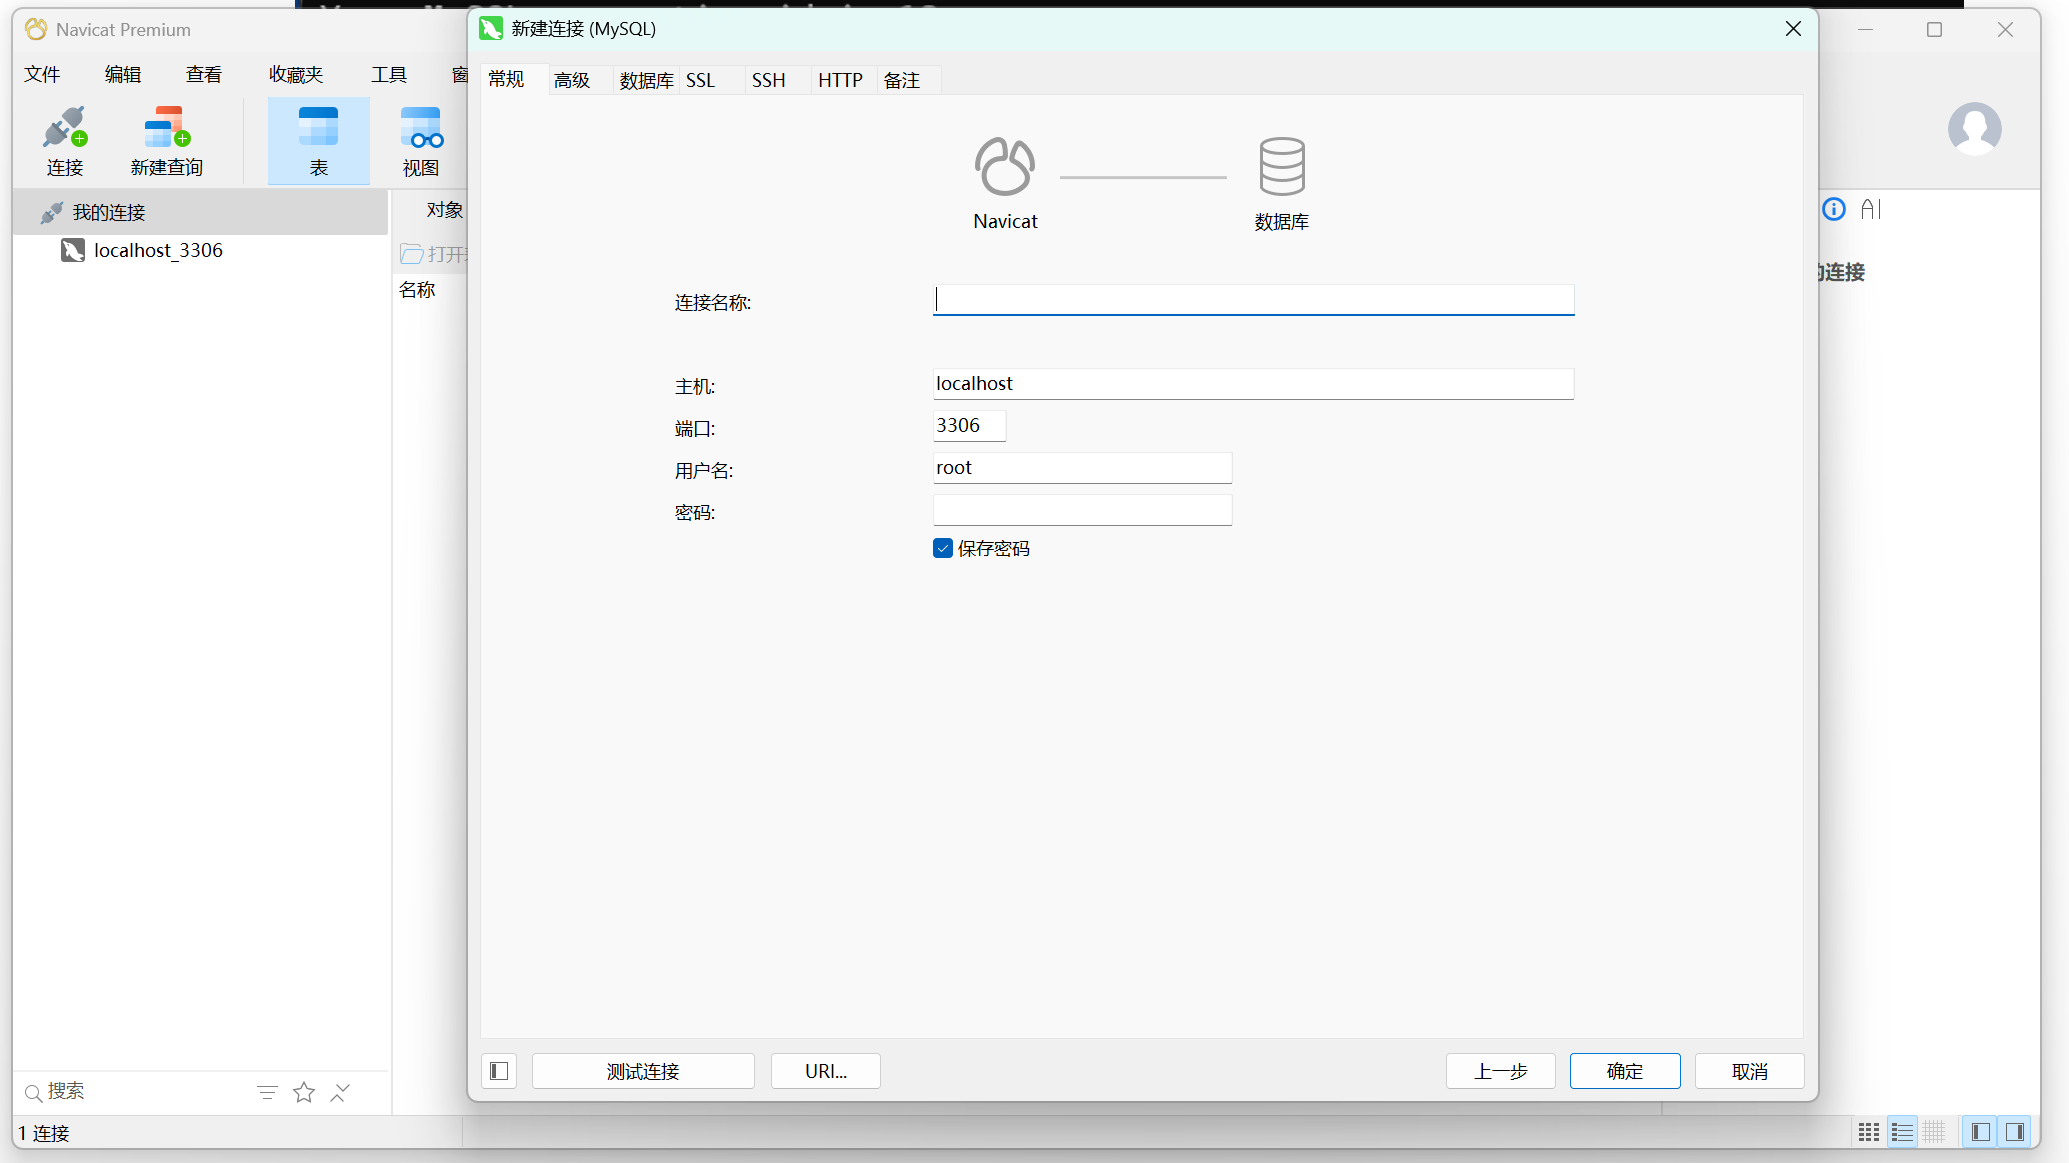 Navicat Premium
文件 编辑 查看 收藏夹 工具
连接 新建查询 表 视图
我的连接
localhost_3306
对象
打开
名称
搜索
1 连接
新建连接 (MySQL)
常规 高级 数据库 SSL SSH HTTP 备注
Navicat 数据库
连接名称:
主机: localhost
端口: 3306
用户名: root
密码:
保存密码
测试连接 URI... 上一步 确定 取消
AI
的连接